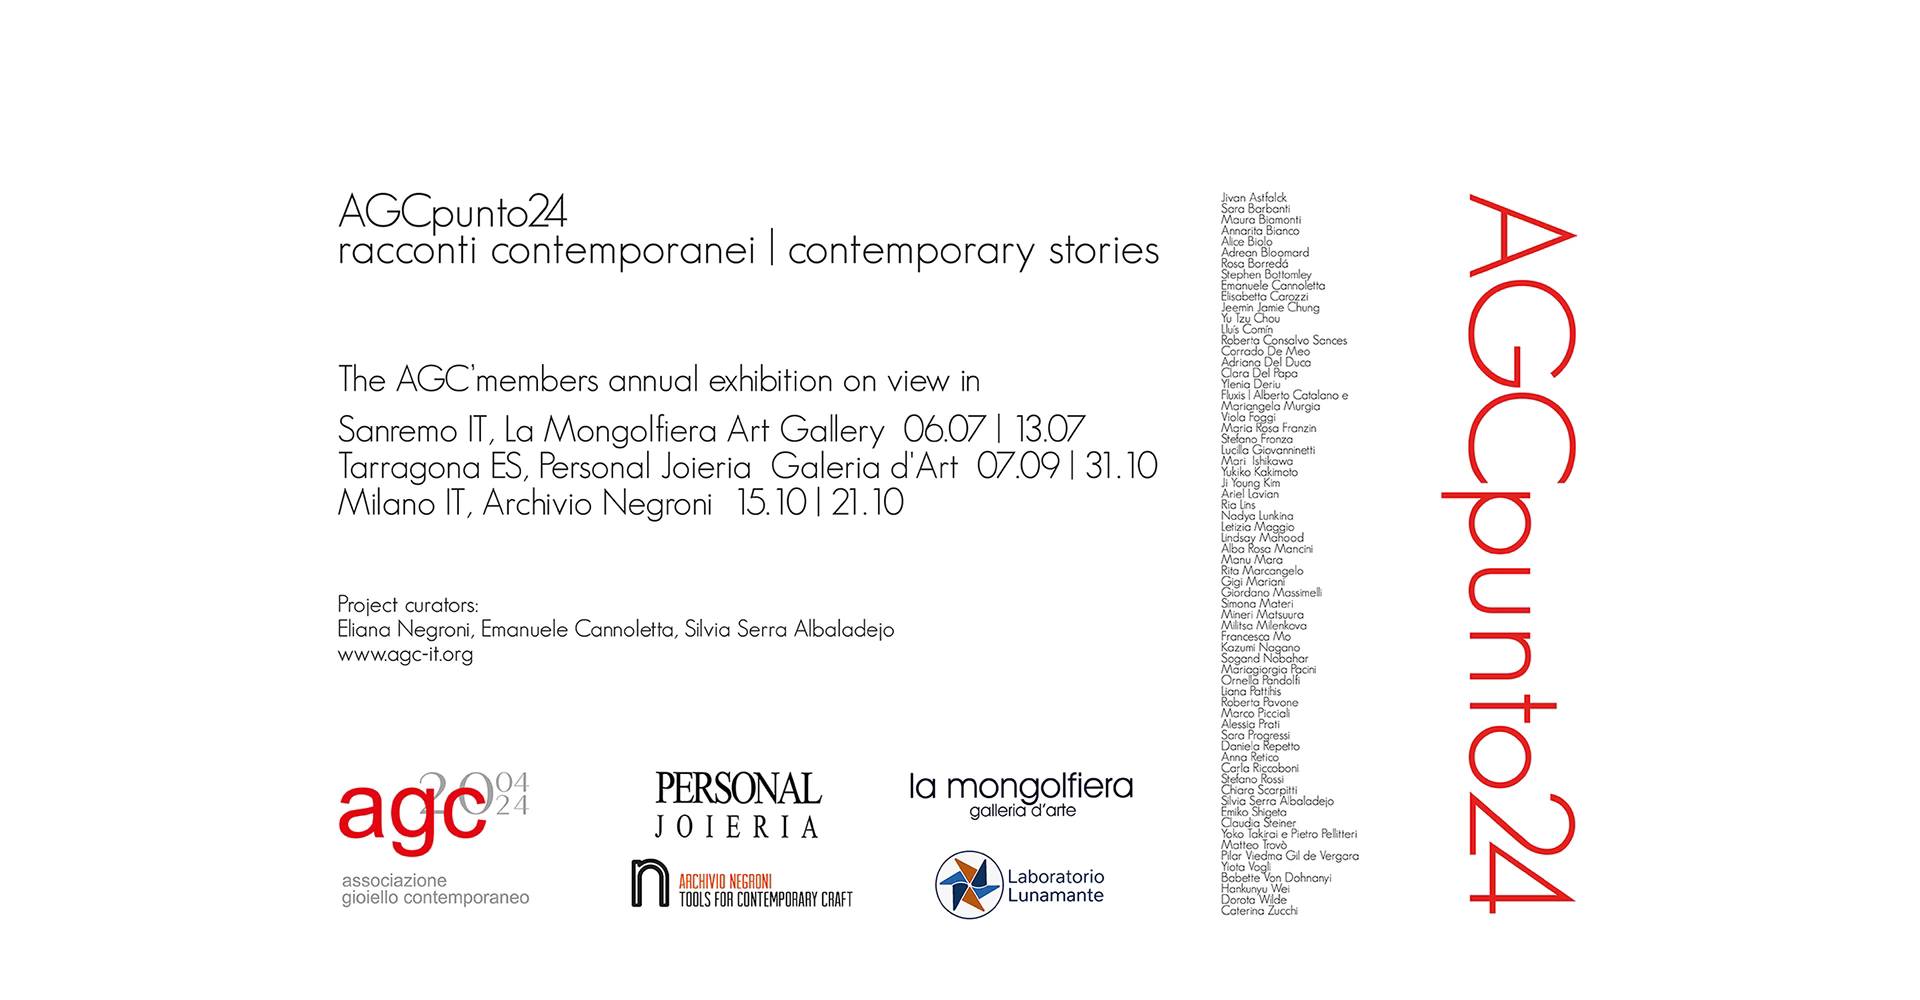 AGCpunto24
racconti contemporanei | contemporary stories
The AGC'members annual exhibition on view in
Sanremo IT, La Mongolfiera Art Gallery 06.07 | 13.07
Tarragona ES, Personal Joieria Galeria d'Art 07.09 | 31.10
Milano IT, Archivio Negroni 15.10 | 21.10
Project curators:
Eliana Negroni, Emanuele Cannoletta, Silvia Serra Albaladejo
www.agc-it.org
agc 20 04 24
associazione
gioiello contemporaneo
PERSONAL
JOIERIA
la mongolfiera
galleria d'arte
n ARCHIVIO NEGRONI
TOOLS FOR CONTEMPORARY CRAFT
Laboratorio
Lunamante
Jivan Astfalck
Sara Barbanti
Maura Biamonti
Annarita Bianco
Alice Biolo
Adrean Bloomard
Rosa Borredá
Stephen Bottomley
Emanuele Cannoletta
Elisabetta Carozzi
Jeemin Jamie Chung
Yu Tzu Chou
Lluís Comín
Roberta Consalvo Sances
Corrado De Meo
Adriana Del Duca
Clara Del Papa
Ylenia Deriu
Fluxis | Alberto Catalano e
Mariangela Murgia
Viola Foggi
Maria Rosa Franzin
Stefano Fronza
Lucilla Giovanninetti
Mari Ishikawa
Yukiko Kakimoto
Ji Young Kim
Ariel Lavian
Ria Lins
Nadya Lunkina
Letizia Maggio
Lindsay Mahood
Alba Rosa Mancini
Manu Mara
Rita Marcangelo
Gigi Mariani
Giordano Massimelli
Simona Materi
Mineri Matsuura
Militsa Milenkova
Francesca Mo
Kazumi Nagano
Sogand Nobahar
Mariagiorgia Pacini
Ornella Pandolfi
Liana Pattihis
Roberta Pavone
Marco Picciali
Alessia Prati
Sara Progressi
Daniela Repetto
Anna Retico
Carla Riccoboni
Stefano Rossi
Chiara Scarpitti
Silvia Serra Albaladejo
Emiko Shigeta
Claudia Steiner
Yoko Takirai e Pietro Pellitteri
Matteo Trovò
Pilar Viedma Gil de Vergara
Yiota Vogli
Babette Von Dohnanyi
Hankunyu Wei
Dorota Wilde
Caterina Zucchi
AGCpunto24